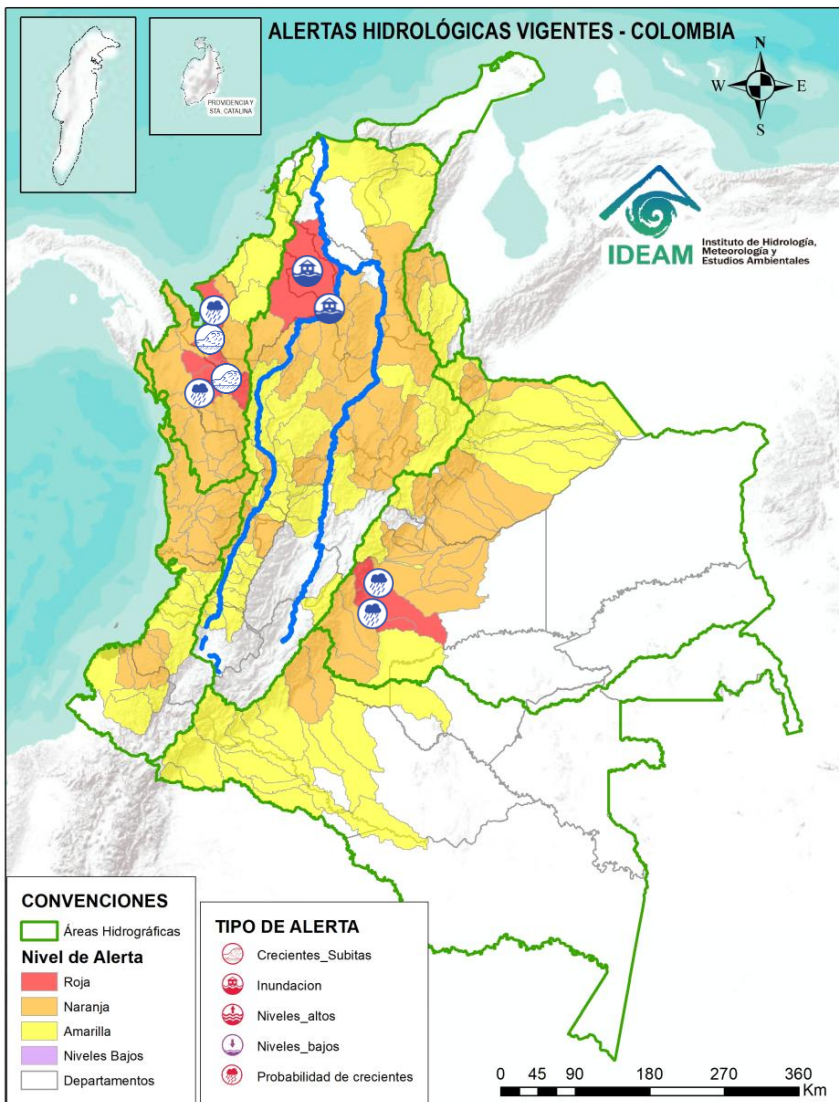 ALERTAS HIDROLÓGICAS VIGENTES - COLOMBIA
PROVIDENCIA Y
STA. CATALINA
N
W E
S
IDEAM
Instituto de Hidrología,
Meteorología y
Estudios Ambientales
CONVENCIONES
Áreas Hidrográficas
Nivel de Alerta
Roja
Naranja
Amarilla
Niveles Bajos
Departamentos
TIPO DE ALERTA
Crecientes_Subitas
Inundacion
Niveles_altos
Niveles_bajos
Probabilidad de crecientes
0 45 90 180 270 360
Km